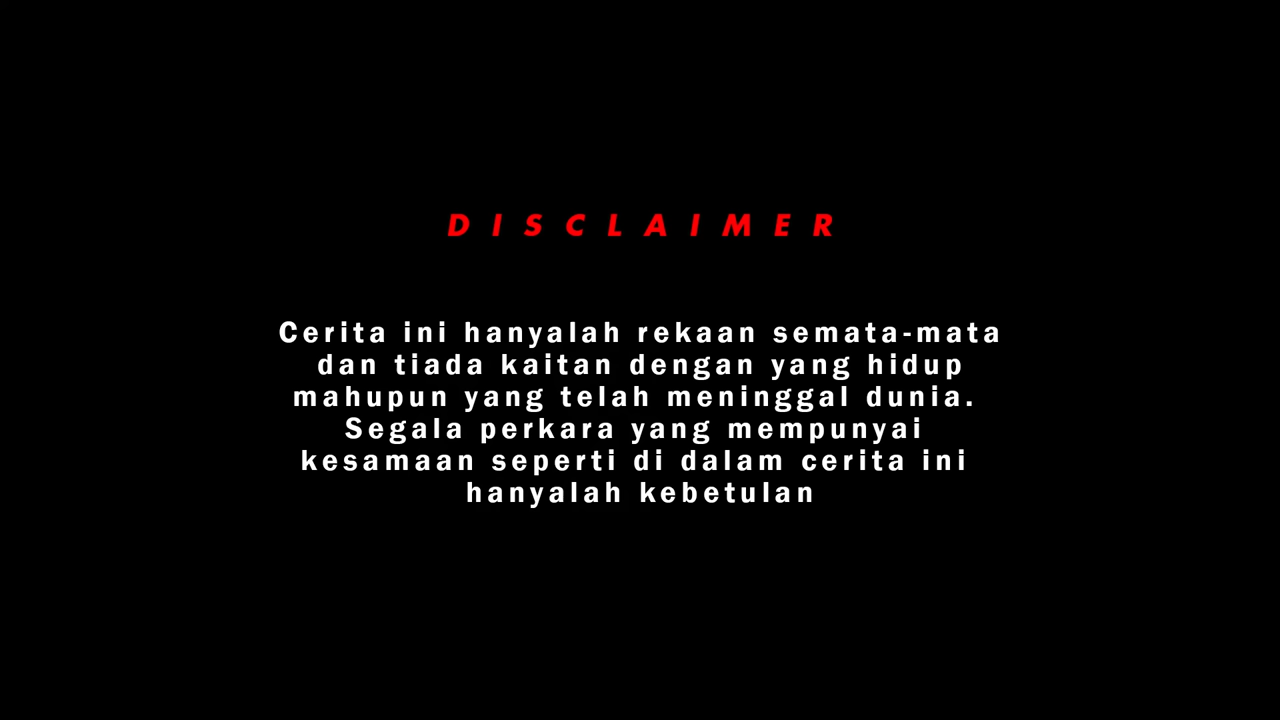 DISCLAIMER
Cerita ini hanyalah rekaan semata-mata
dan tiada kaitan dengan yang hidup
mahupun yang telah meninggal dunia.
Segala perkara yang mempunyai
kesamaan seperti di dalam cerita ini
hanyalah kebetulan